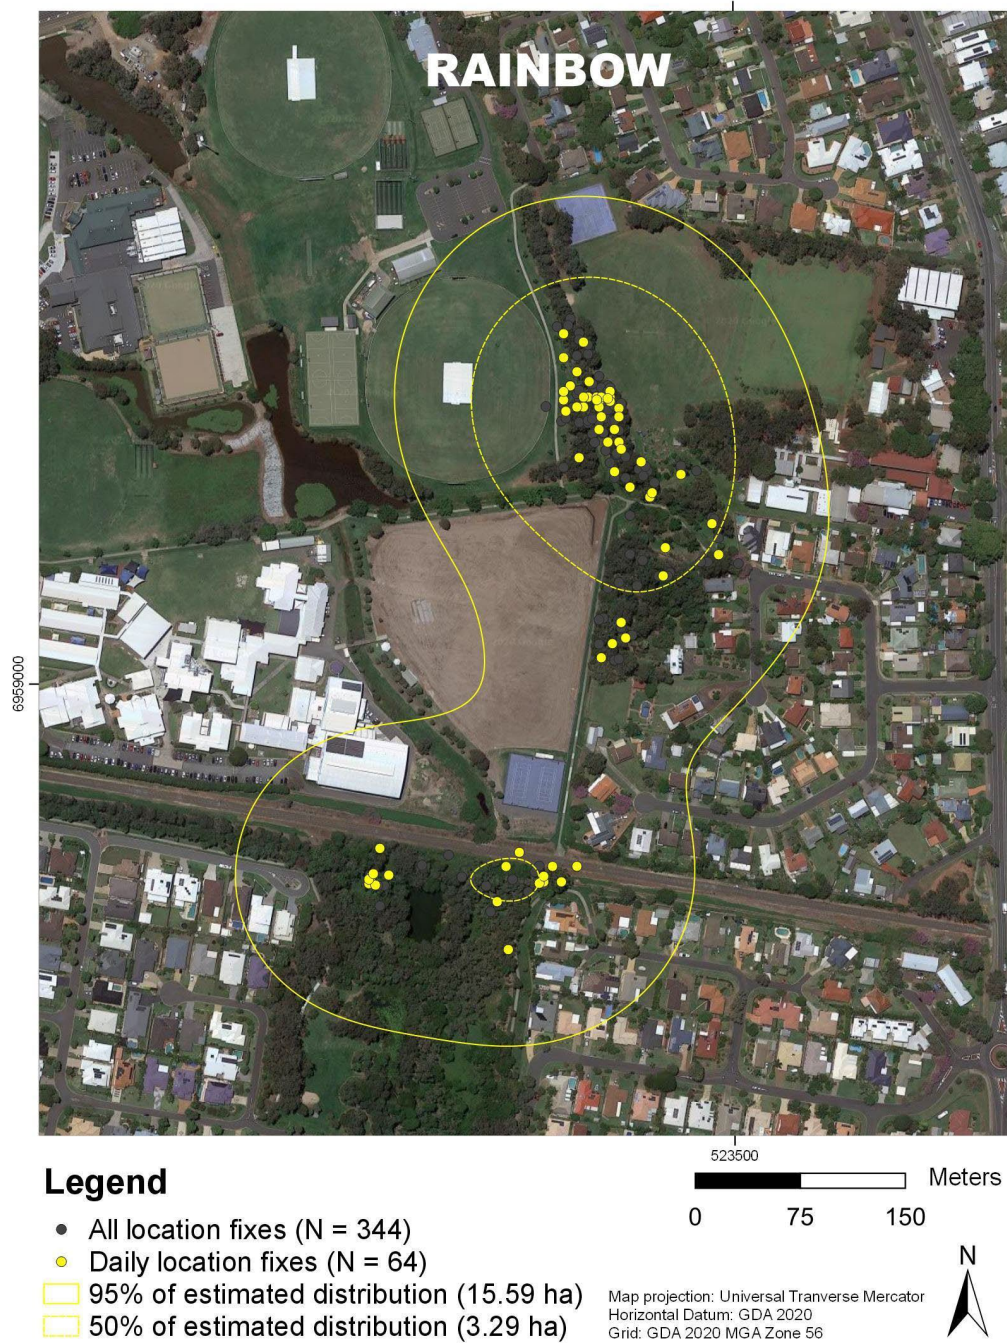 RAINBOW
6959000
523500
Legend
All location fixes (N = 344)
Daily location fixes (N = 64)
95% of estimated distribution (15.59 ha)
50% of estimated distribution (3.29 ha)
Meters
0 75 150
N
Map projection: Universal Tranverse Mercator
Horizontal Datum: GDA 2020
Grid: GDA 2020 MGA Zone 56